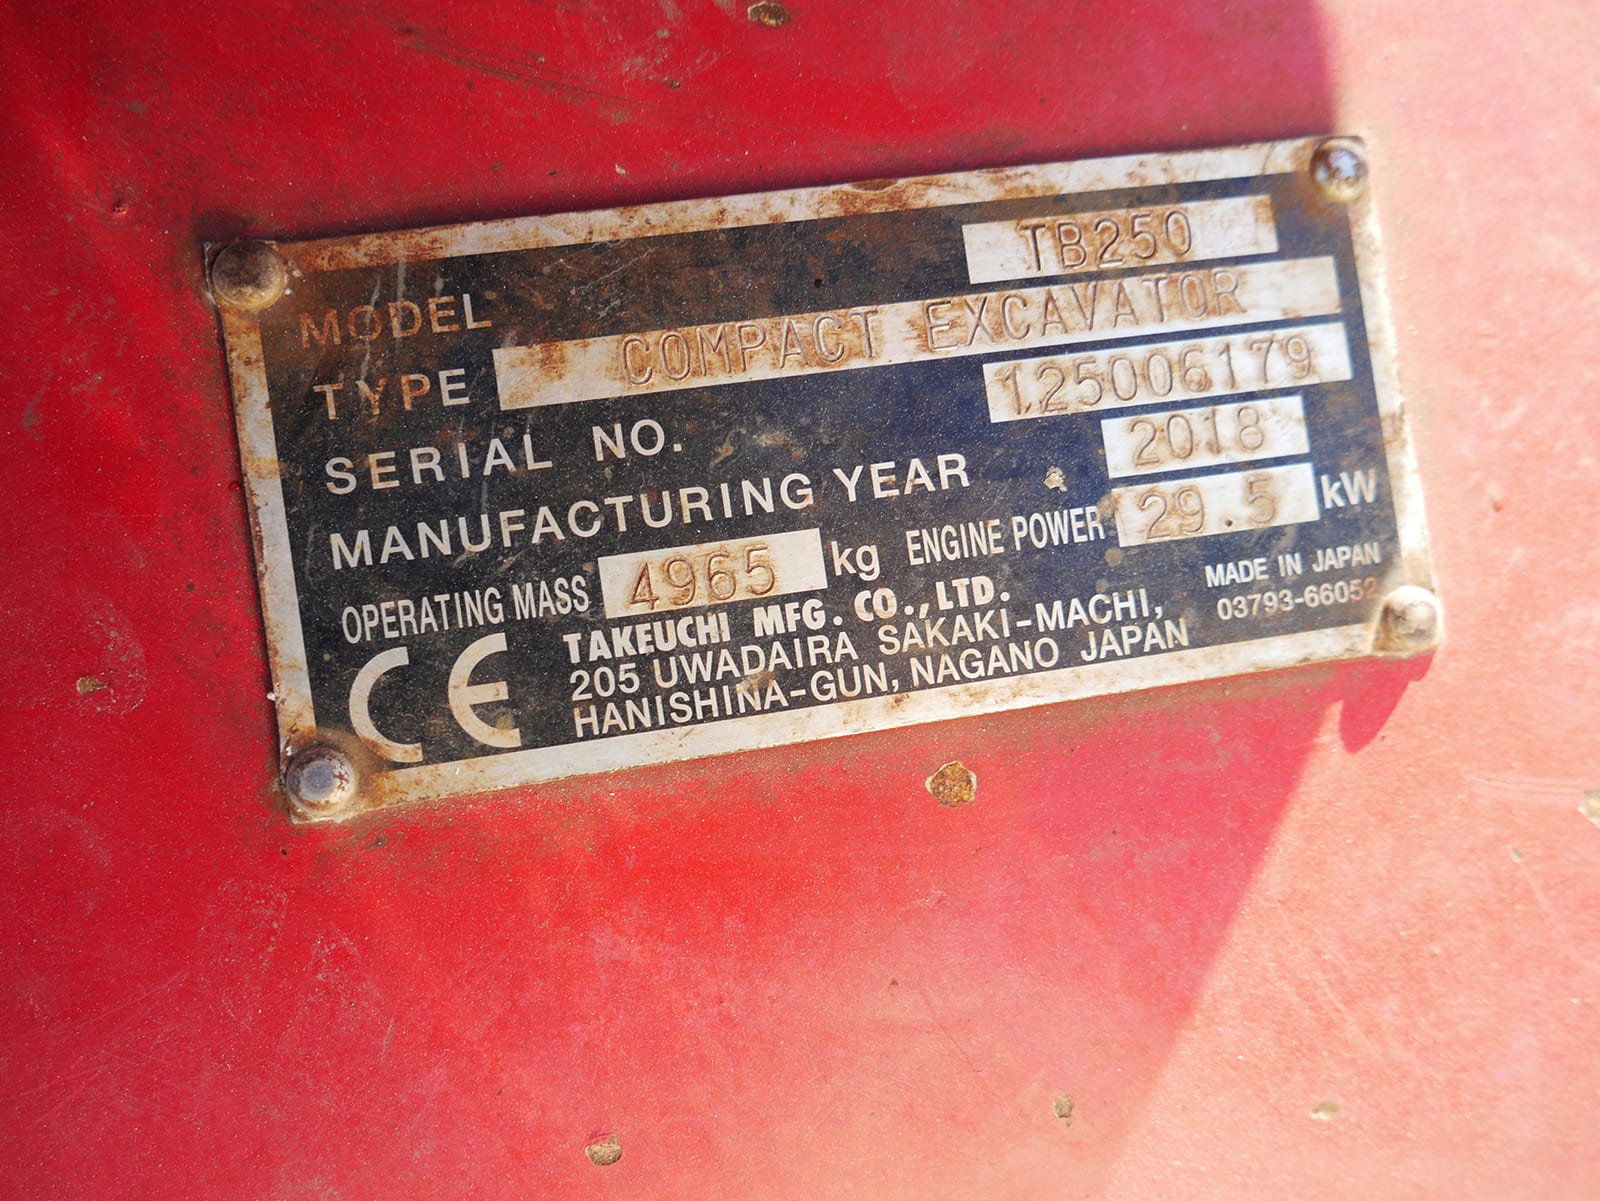 MODEL TB250
TYPE COMPACT EXCAVATOR
SERIAL NO. 125006179
MANUFACTURING YEAR 2018
OPERATING MASS 4965 kg ENGINE POWER 29.5 kW
CE
TAKEUCHI MFG. CO.,LTD.
205 UWADAIRA SAKAKI-MACHI,
HANISHINA-GUN, NAGANO JAPAN
MADE IN JAPAN
03793-66052